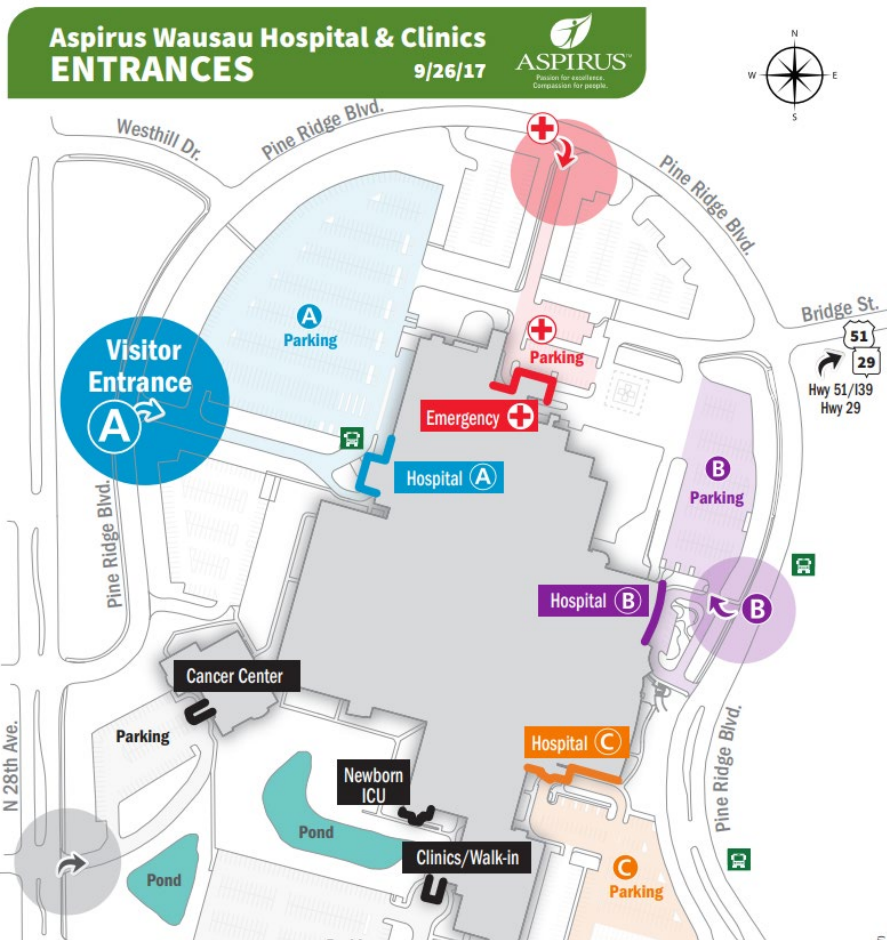 Aspirus Wausau Hospital & Clinics
ENTRANCES
9/26/17
ASPIRUS™
Passion for excellence.
Compassion for people.
N
W
E
S
Westhill Dr.
Pine Ridge Blvd.
Pine Ridge Blvd.
Bridge St.
51
29
Hwy 51/I39
Hwy 29
A
Parking
Visitor
Entrance
A
Parking
Emergency
Hospital A
B
Parking
Pine Ridge Blvd.
Hospital B
B
Cancer Center
Parking
N 28th Ave.
Hospital C
Pine Ridge Blvd.
Newborn
ICU
Pond
Clinics/Walk-in
Pond
C
Parking